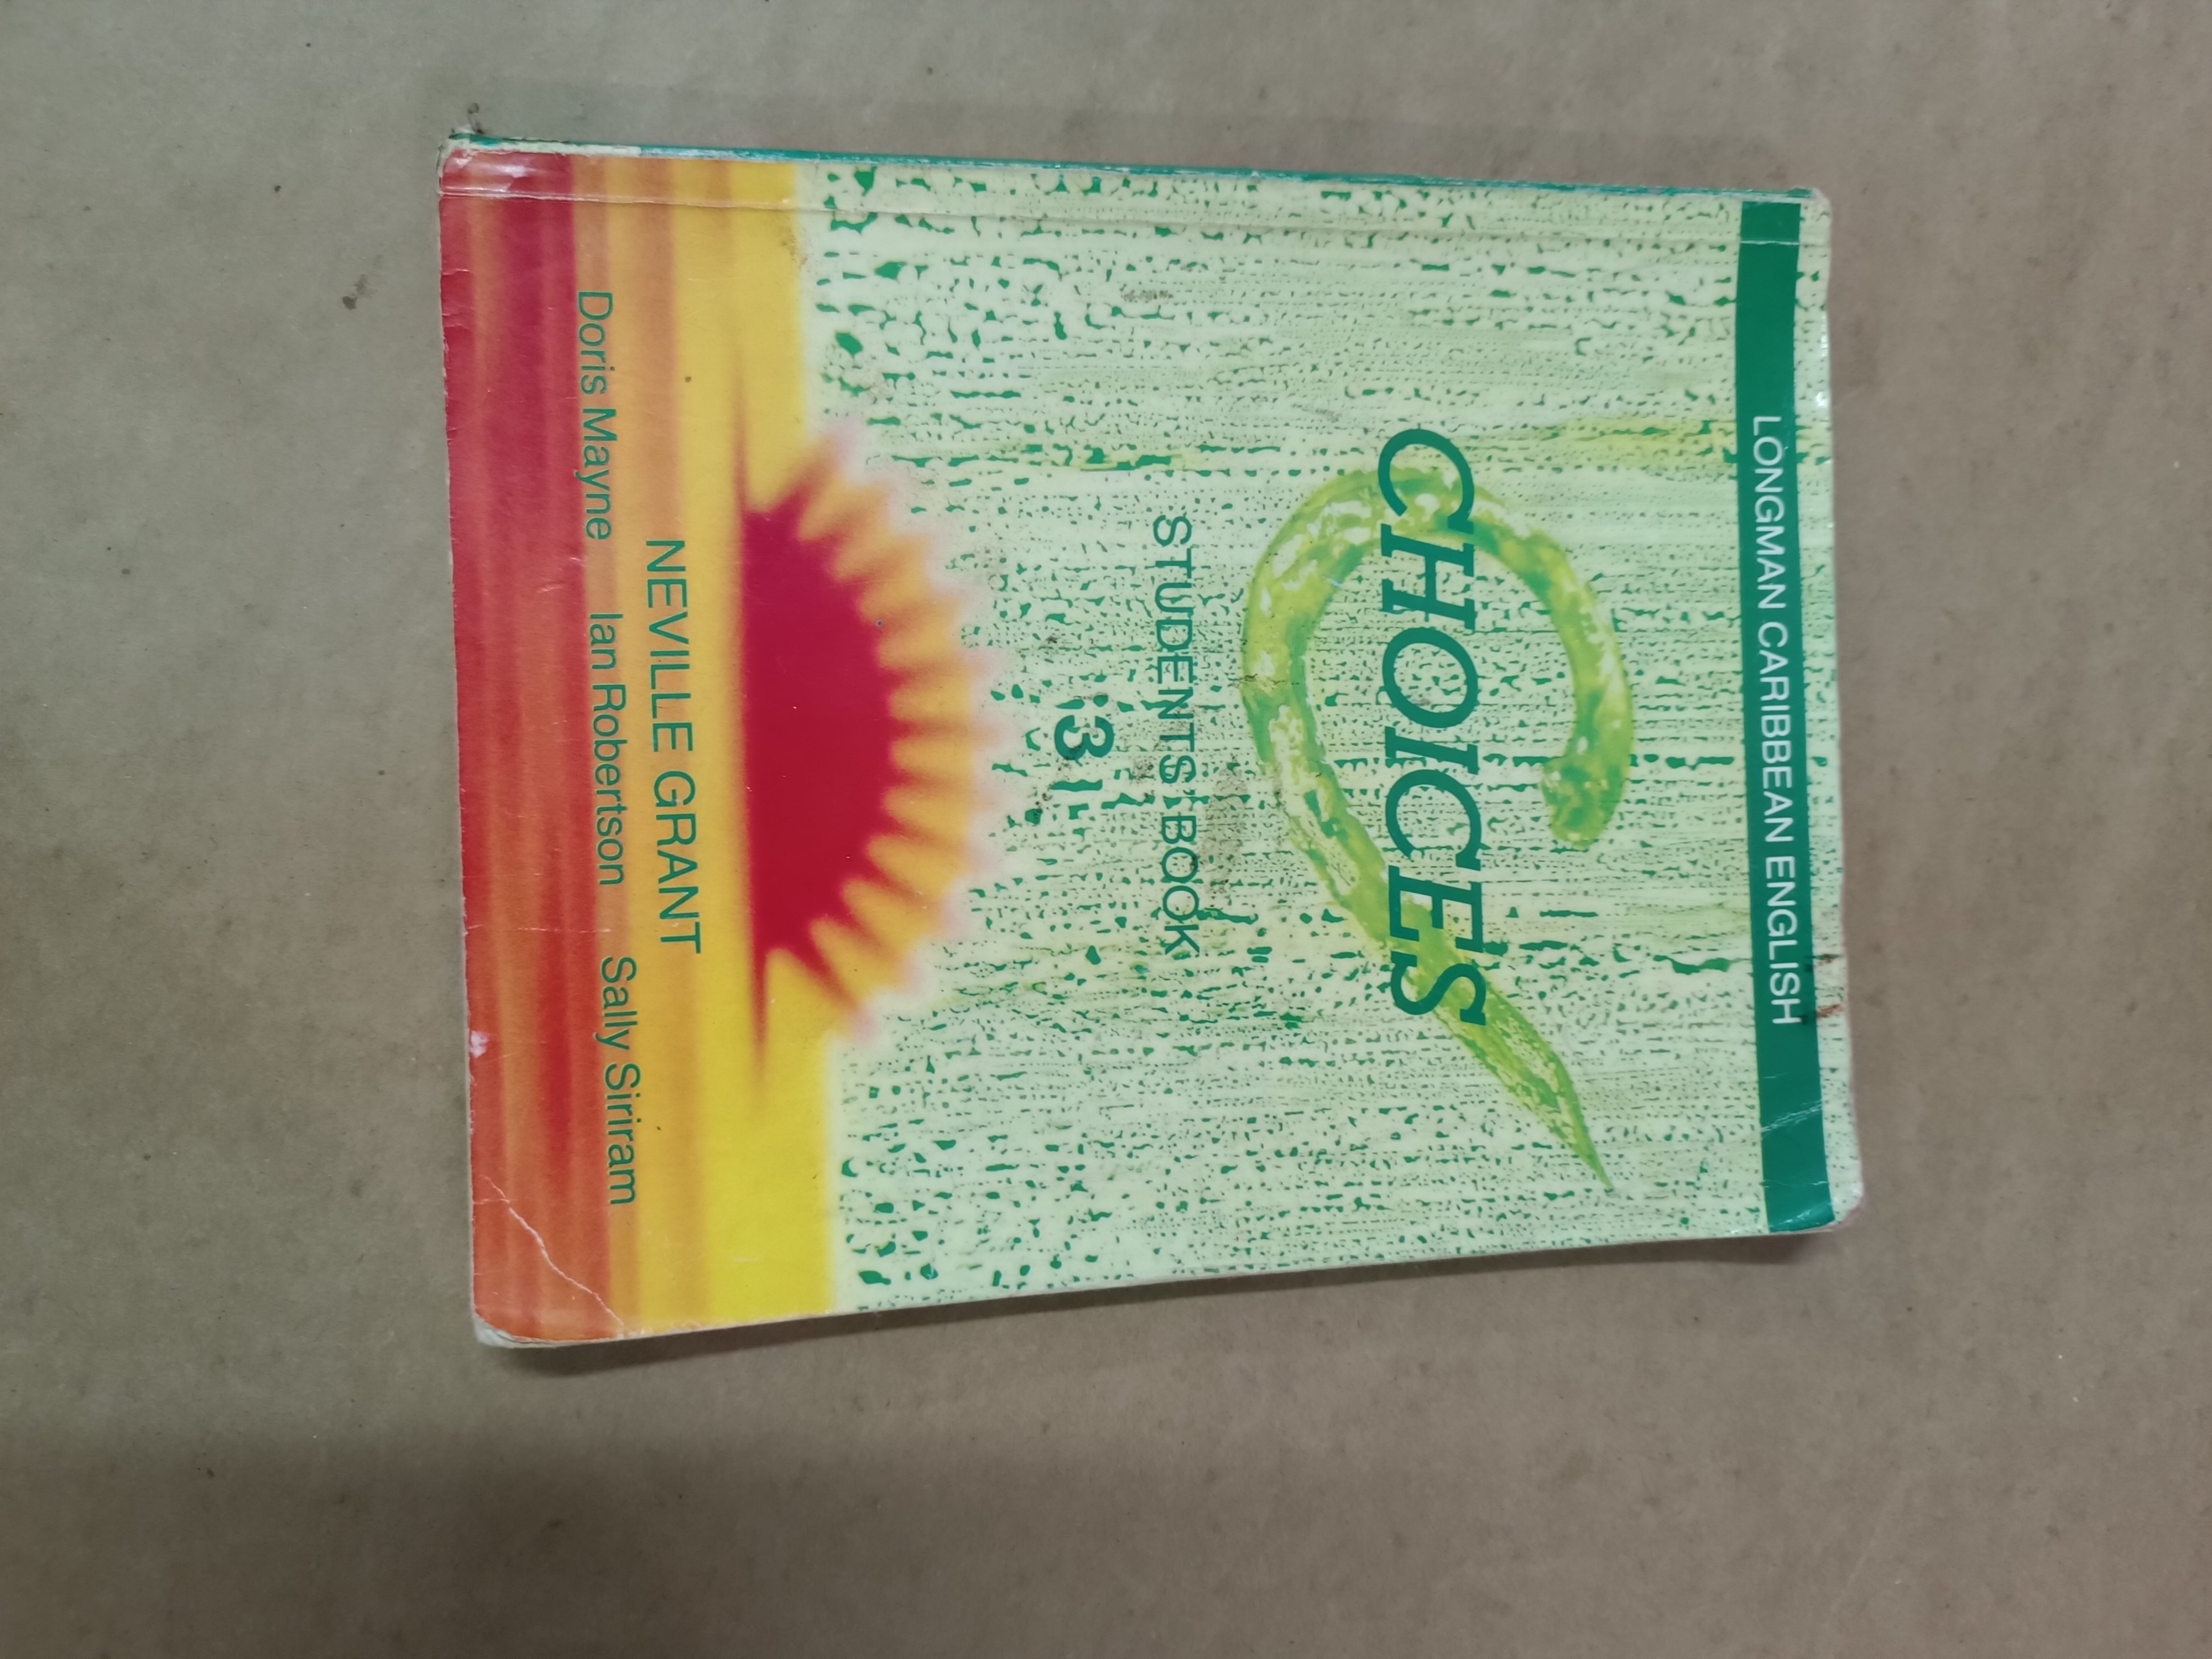 LONGMAN CARIBBEAN ENGLISH
CHOICES
STUDENTS' BOOK
3
NEVILLE GRANT
Doris Mayne Ian Robertson Sally Siriram